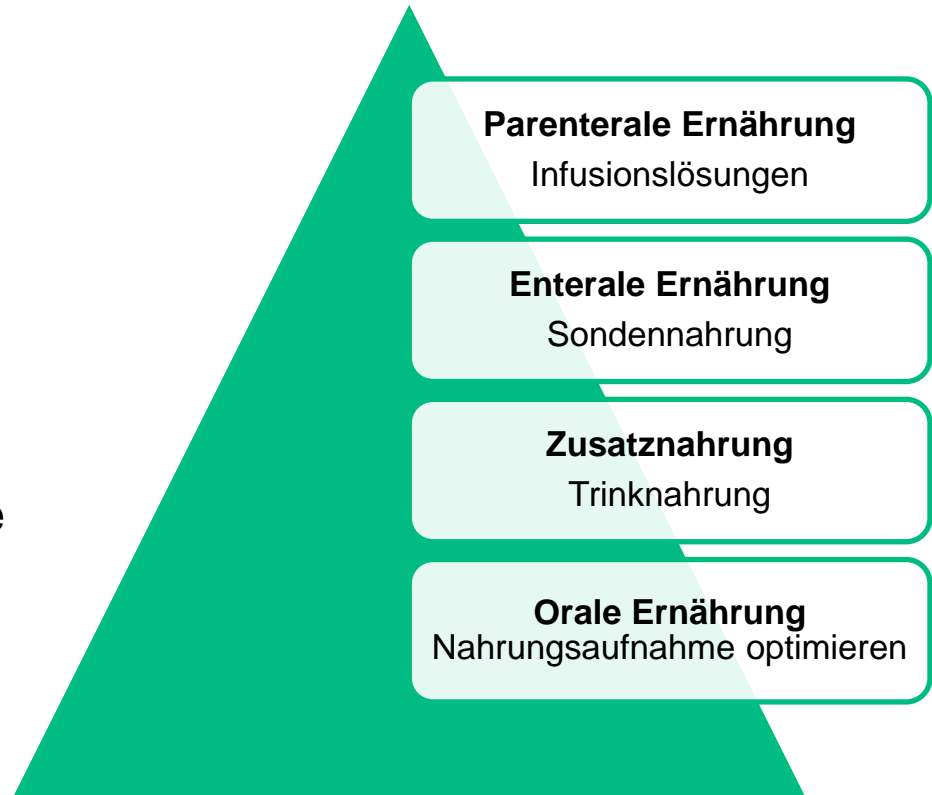 Parenterale Ernährung
Infusionslösungen
Enterale Ernährung
Sondennahrung
Zusatznahrung
Trinknahrung
e
Orale Ernährung
Nahrungsaufnahme optimieren